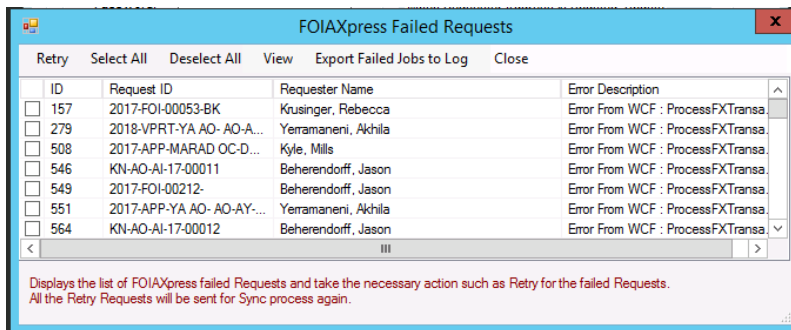 FOIAXpress Failed Requests
x
Retry Select All Deselect All View Export Failed Jobs to Log Close
ID Request ID Requester Name Error Description
157 2017-FOI-00053-BK Krusinger, Rebecca Error From WCF : ProcessFXTransa.
279 2018-VPRT-YA AO- AO-A... Yerramaneni, Akhila Error From WCF : ProcessFXTransa.
508 2017-APP-MARAD OC-D... Kyle, Mills Error From WCF : ProcessFXTransa.
546 KN-AO-AI-17-00011 Beherendorff, Jason Error From WCF : ProcessFXTransa.
549 2017-FOI-00212- Beherendorff, Jason Error From WCF : ProcessFXTransa.
551 2017-APP-YA AO- AO-AY-... Yerramaneni, Akhila Error From WCF : ProcessFXTransa.
564 KN-AO-AI-17-00012 Beherendorff, Jason Error From WCF : ProcessFXTransa.
Displays the list of FOIAXpress failed Requests and take the necessary action such as Retry for the failed Requests.
All the Retry Requests will be sent for Sync process again.